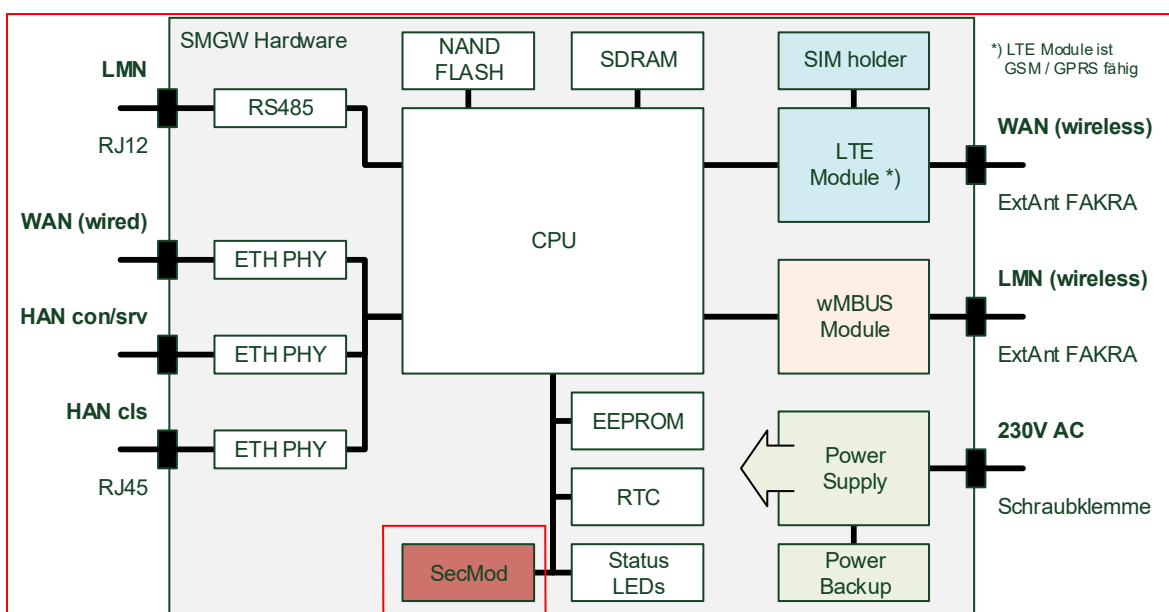 SMGW Hardware
NAND
FLASH
SDRAM
SIM holder
*) LTE Module ist
GSM / GPRS fähig
LMN
RS485
RJ12
WAN (wireless)
LTE
Module *)
ExtAnt FAKRA
WAN (wired)
ETH PHY
CPU
HAN con/srv
ETH PHY
LMN (wireless)
wMBUS
Module
ExtAnt FAKRA
HAN cls
ETH PHY
RJ45
EEPROM
230V AC
Power
Supply
RTC
Schraubklemme
SecMod
Status
LEDs
Power
Backup